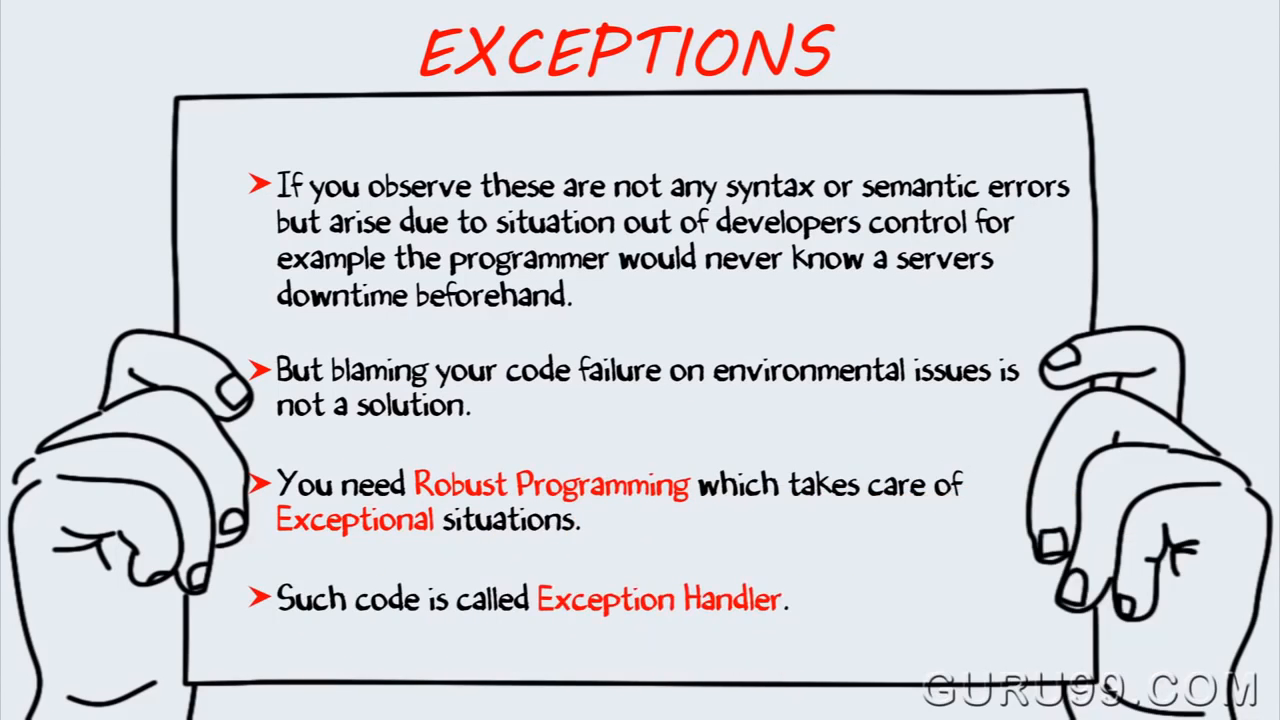 EXCEPTIONS
➤ If you observe these are not any syntax or semantic errors
but arise due to situation out of developers control for
example the programmer would never know a servers
downtime beforehand.
➤ But blaming your code failure on environmental issues is
not a solution.
➤ You need Robust Programming which takes care of
Exceptional situations.
➤ Such code is called Exception Handler.
GURU99.COM